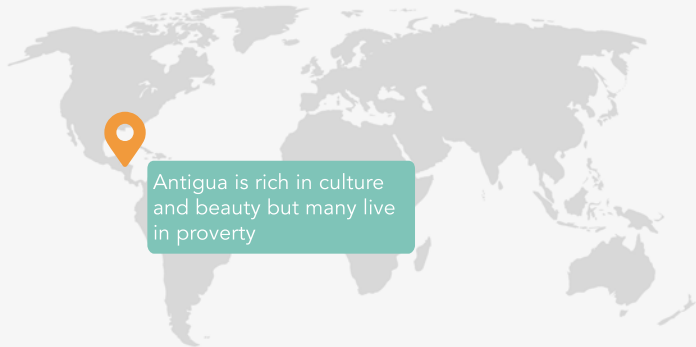 Antigua is rich in culture
and beauty but many live
in proverty